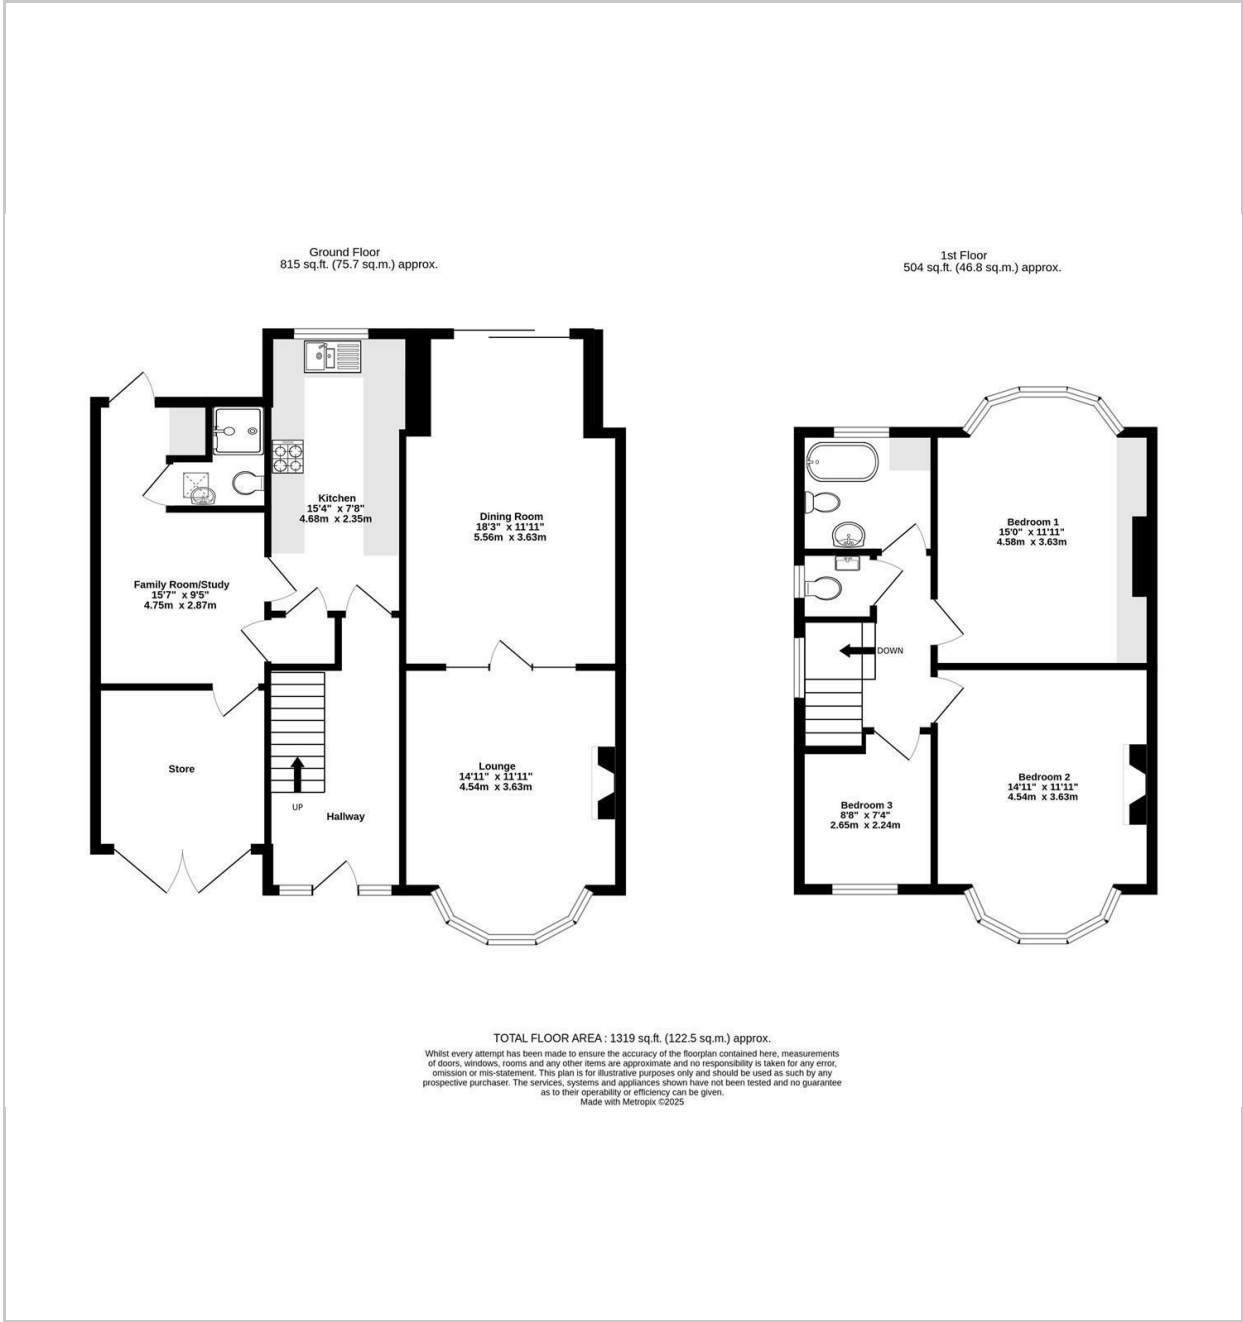 Ground Floor
815 sq.ft. (75.7 sq.m.) approx.
1st Floor
504 sq.ft. (46.8 sq.m.) approx.
Kitchen
15'4" x 7'8"
4.68m x 2.35m
Dining Room
18'3" x 11'11"
5.56m x 3.63m
Family Room/Study
15'7" x 9'5"
4.75m x 2.87m
Store
UP
Hallway
Lounge
14'11" x 11'11"
4.54m x 3.63m
Bedroom 1
15'0" x 11'11"
4.58m x 3.63m
DOWN
Bedroom 2
14'11" x 11'11"
4.54m x 3.63m
Bedroom 3
8'8" x 7'4"
2.65m x 2.24m
TOTAL FLOOR AREA : 1319 sq.ft. (122.5 sq.m.) approx.
Whilst every attempt has been made to ensure the accuracy of the floorplan contained here, measurements
of doors, windows, rooms and any other items are approximate and no responsibility is taken for any error,
omission or mis-statement. This plan is for illustrative purposes only and should be used as such by any
prospective purchaser. The services, systems and appliances shown have not been tested and no guarantee
as to their operability or efficiency can be given.
Made with Metropix ©2025